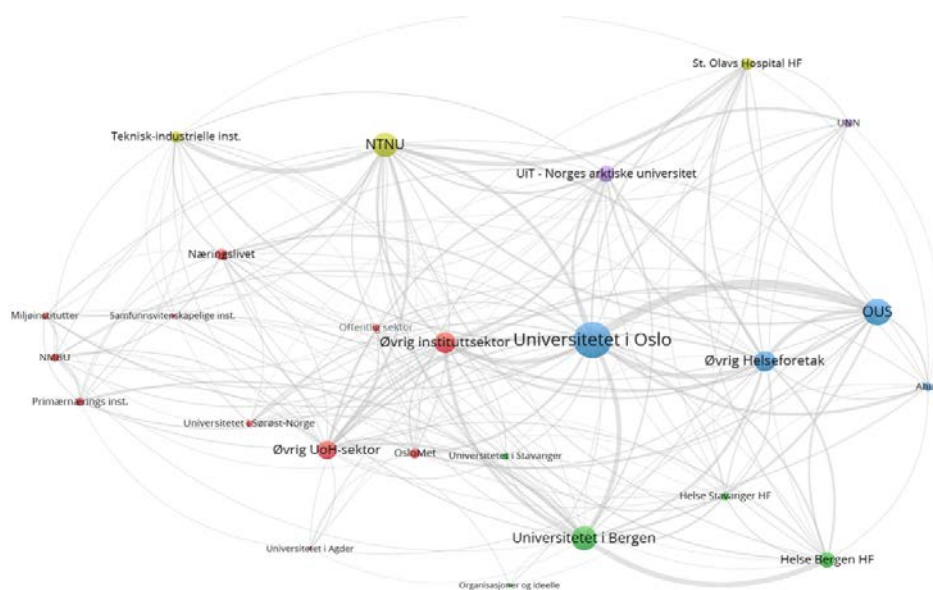 St. Olavs Hospital HF
UNN
Teknisk-industrielle inst.
NTNU
UiT - Norges arktiske universitet
Næringslivet
OUS
Miljøinstitutter
Samfunnsvitenskapelige inst.
Offentlig sektor
Øvrig instituttsektor
Universitetet i Oslo
NMBU
Øvrig Helseforetak
Ahus
Primærnærings inst.
Universitetet i Sørøst-Norge
Øvrig UoH-sektor
OsloMet
Universitetet i Stavanger
Helse Stavanger HF
Universitetet i Bergen
Universitetet i Agder
Helse Bergen HF
Organisasjoner og ideelle